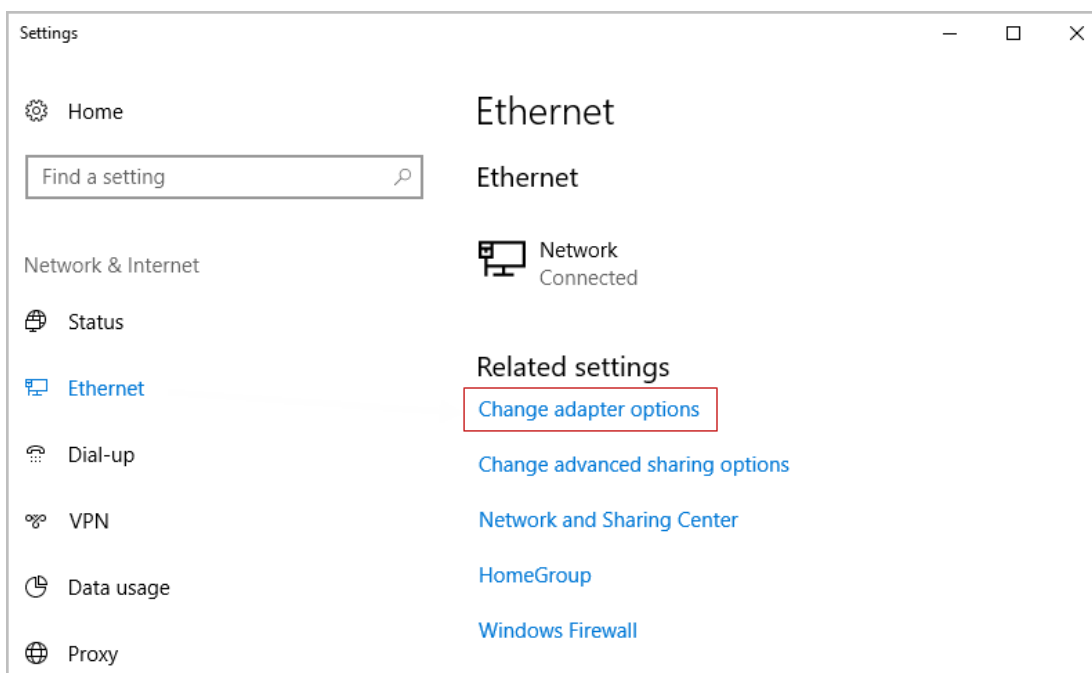 Settings
Home
Find a setting
Network & Internet
Status
Ethernet
Dial-up
VPN
Data usage
Proxy
Ethernet
Ethernet
Network
Connected
Related settings
Change adapter options
Change advanced sharing options
Network and Sharing Center
HomeGroup
Windows Firewall